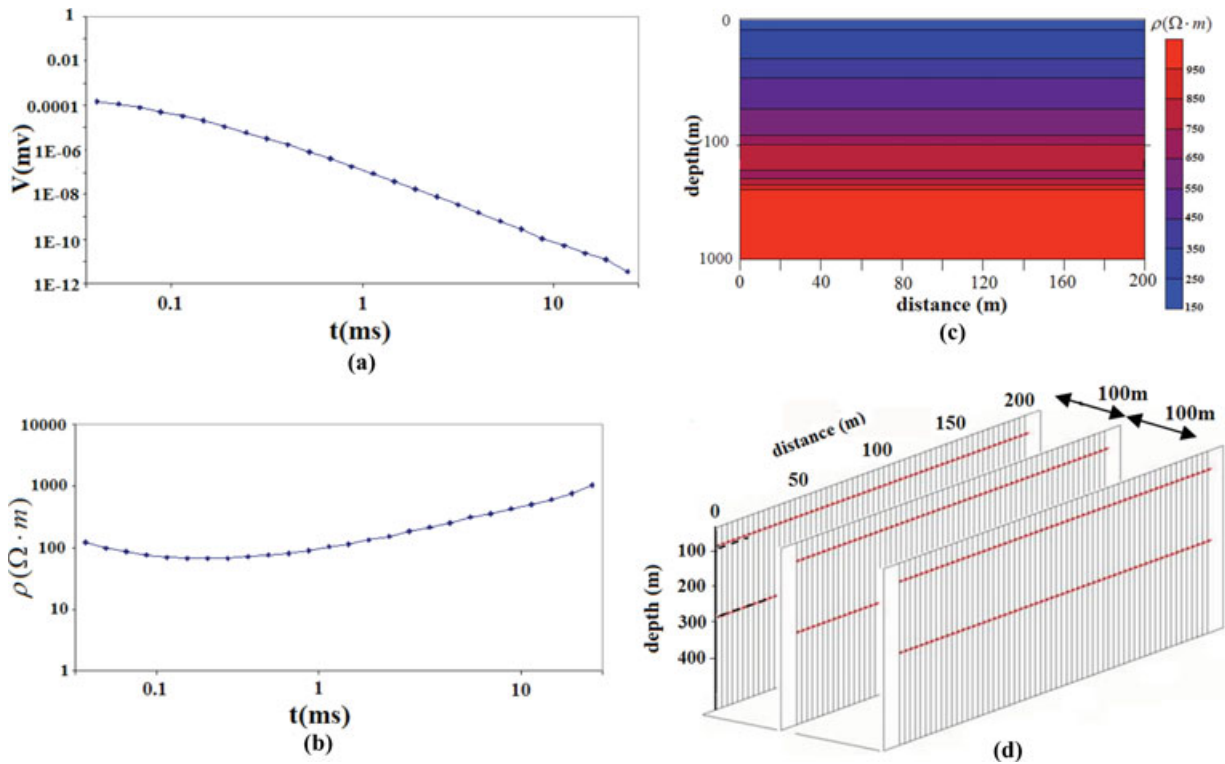 1
0.01
0.0001
1E-06
1E-08
1E-10
1E-12
V(mv)
0.1 1 10
t(ms)
(a)
10000
1000
100
10
1
ρ(Ω·m)
0.1 1 10
t(ms)
(b)
0
100
1000
depth(m)
0 40 80 120 160 200
distance (m)
(c)
ρ(Ω·m)
950
850
750
650
550
450
350
250
150
0 50 100 150 200
distance (m)
100m
100m
100
200
300
400
depth (m)
(d)